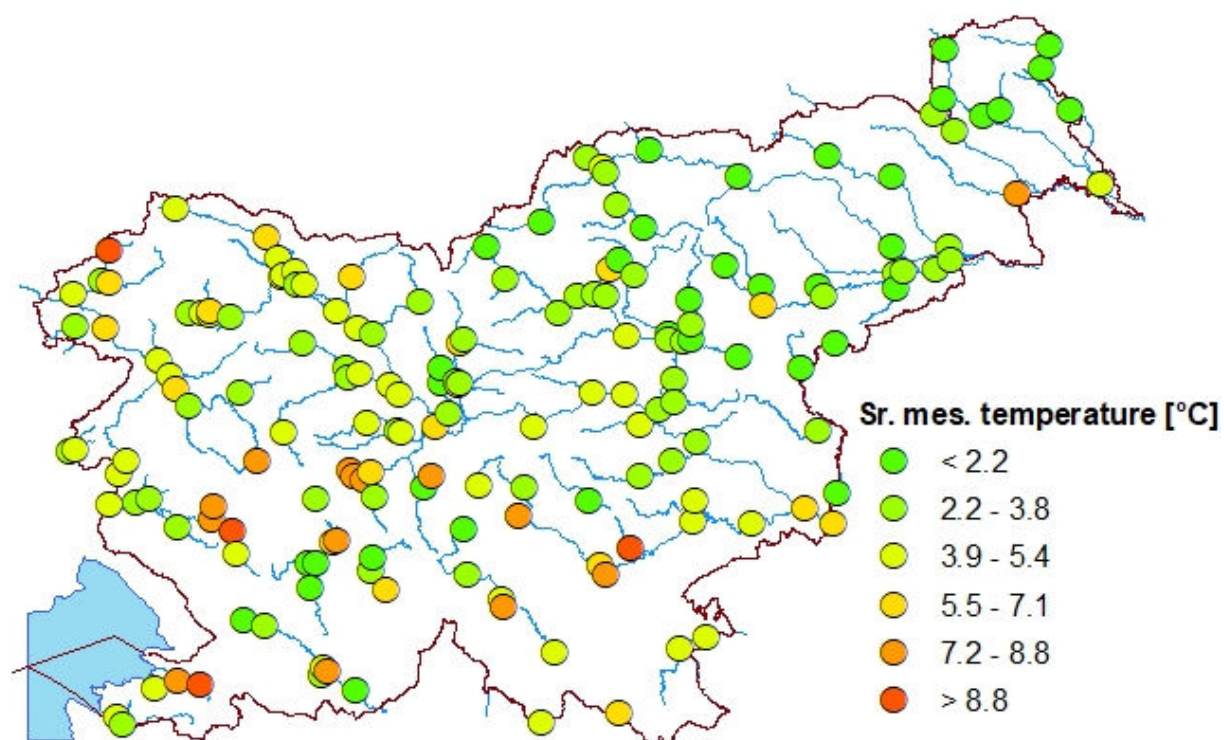 Sr. mes. temperature [°C]
< 2.2
2.2 - 3.8
3.9 - 5.4
5.5 - 7.1
7.2 - 8.8
> 8.8